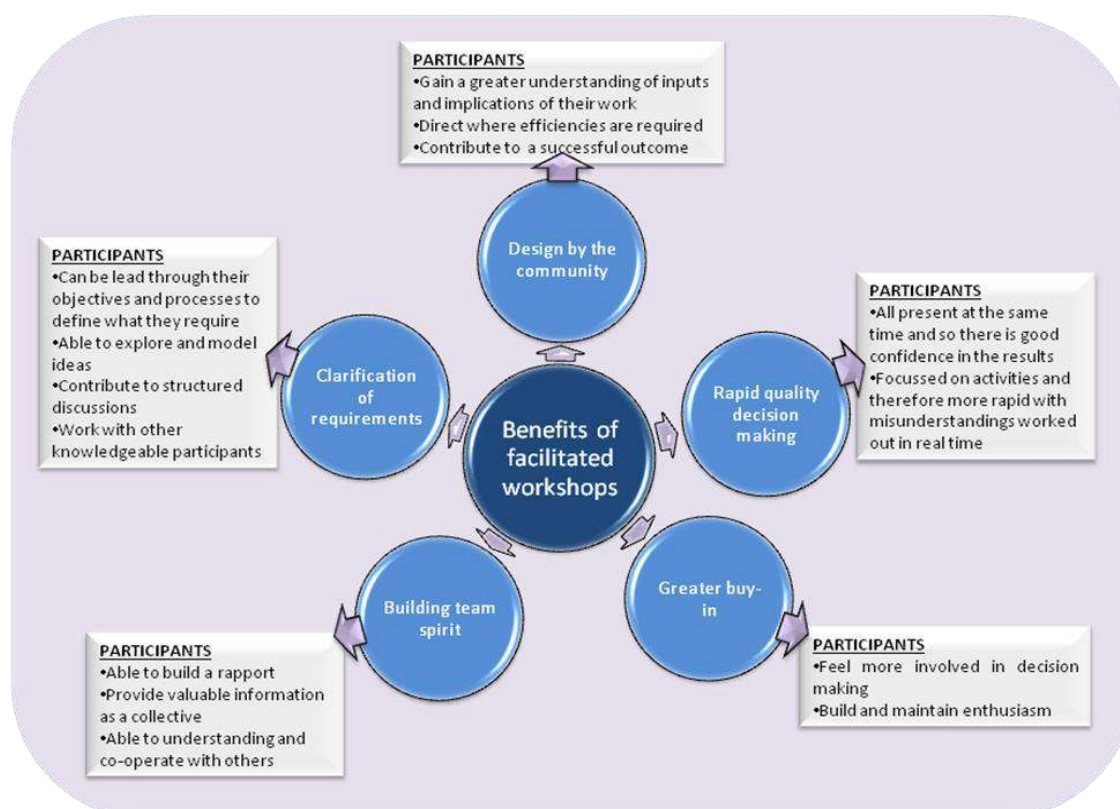 PARTICIPANTS
•Gain a greater understanding of inputs
and implications of their work
•Direct where efficiencies are required
•Contribute to a successful outcome
Design by the
community
PARTICIPANTS
•Can be lead through their
objectives and processes to
define what they require
•Able to explore and model
ideas
•Contribute to structured
discussions
•Work with other
knowledgeable participants
Clarification
of
requirements
PARTICIPANTS
•All present at the same
time and so there is good
confidence in the results
•Focussed on activities and
therefore more rapid with
misunderstandings worked
out in real time
Rapid quality
decision
making
Benefits of
facilitated
workshops
Building team
spirit
Greater buy-
in
PARTICIPANTS
•Able to build a rapport
•Provide valuable information
as a collective
•Able to understanding and
co-operate with others
PARTICIPANTS
•Feel more involved in decision
making
•Build and maintain enthusiasm